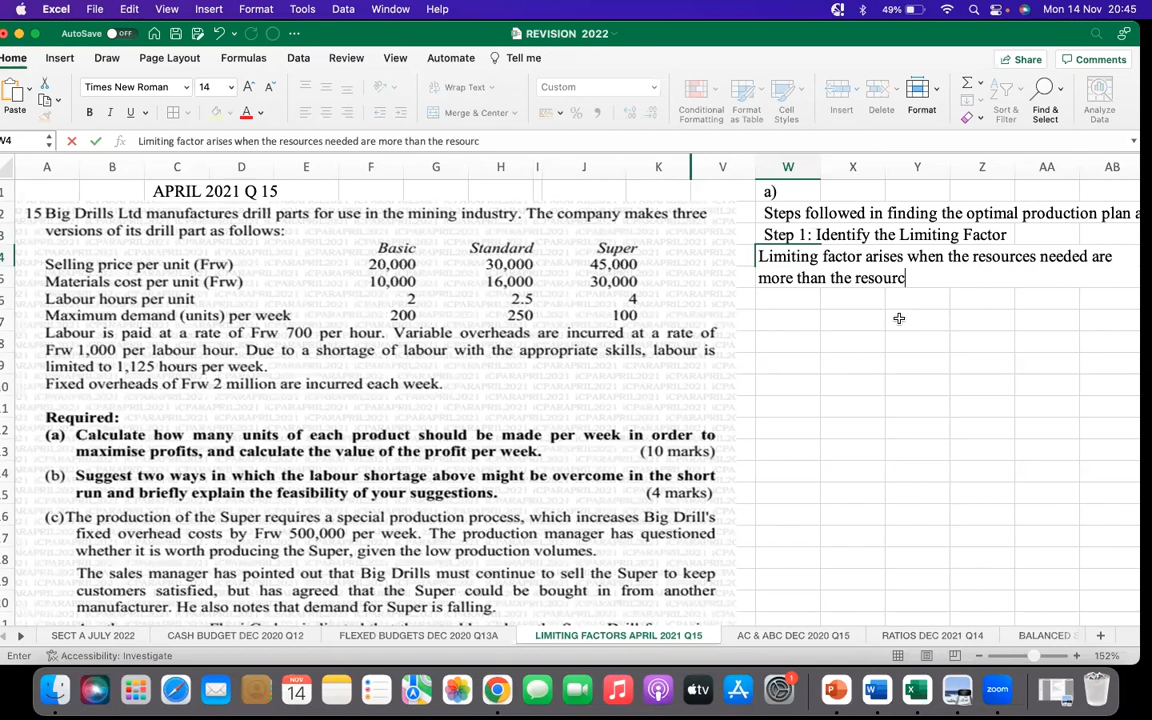 Excel File Edit View Insert Format Tools Data Window Help 49% Mon 14 Nov 20:45
AutoSave OFF REVISION 2022
Home Insert Draw Page Layout Formulas Data Review View Automate Tell me Share Comments
Times New Roman 14 Wrap Text Custom
Paste B I U Merge & Center Conditional Formatting Format as Table Cell Styles Insert Delete Format Sort & Filter Find & Select Analyze Data
W4 fx Limiting factor arises when the resources needed are more than the resourc
A B C D E F G H I J K V W X Y Z AA AB
APRIL 2021 Q 15
15 Big Drills Ltd manufactures drill parts for use in the mining industry. The company makes three
versions of its drill part as follows:
Basic Standard Super
Selling price per unit (Frw) 20,000 30,000 45,000
Materials cost per unit (Frw) 10,000 16,000 30,000
Labour hours per unit 2 2.5 4
Maximum demand (units) per week 200 250 100
Labour is paid at a rate of Frw 700 per hour. Variable overheads are incurred at a rate of
Frw 1,000 per labour hour. Due to a shortage of labour with the appropriate skills, labour is
limited to 1,125 hours per week.
Fixed overheads of Frw 2 million are incurred each week.
Required:
(a) Calculate how many units of each product should be made per week in order to
maximise profits, and calculate the value of the profit per week. (10 marks)
(b) Suggest two ways in which the labour shortage above might be overcome in the short
run and briefly explain the feasibility of your suggestions. (4 marks)
(c)The production of the Super requires a special production process, which increases Big Drill's
fixed overhead costs by Frw 500,000 per week. The production manager has questioned
whether it is worth producing the Super, given the low production volumes.
The sales manager has pointed out that Big Drills must continue to sell the Super to keep
customers satisfied, but has agreed that the Super could be bought in from another
manufacturer. He also notes that demand for Super is falling.
a)
Steps followed in finding the optimal production plan a
Step 1: Identify the Limiting Factor
Limiting factor arises when the resources needed are
more than the resourc
SECT A JULY 2022 CASH BUDGET DEC 2020 Q12 FLEXED BUDGETS DEC 2020 Q13A LIMITING FACTORS APRIL 2021 Q15 AC & ABC DEC 2020 Q15 RATIOS DEC 2021 Q14 BALANCED S
Enter Accessibility: Investigate 152%
NOV
14
tv
1
zoom